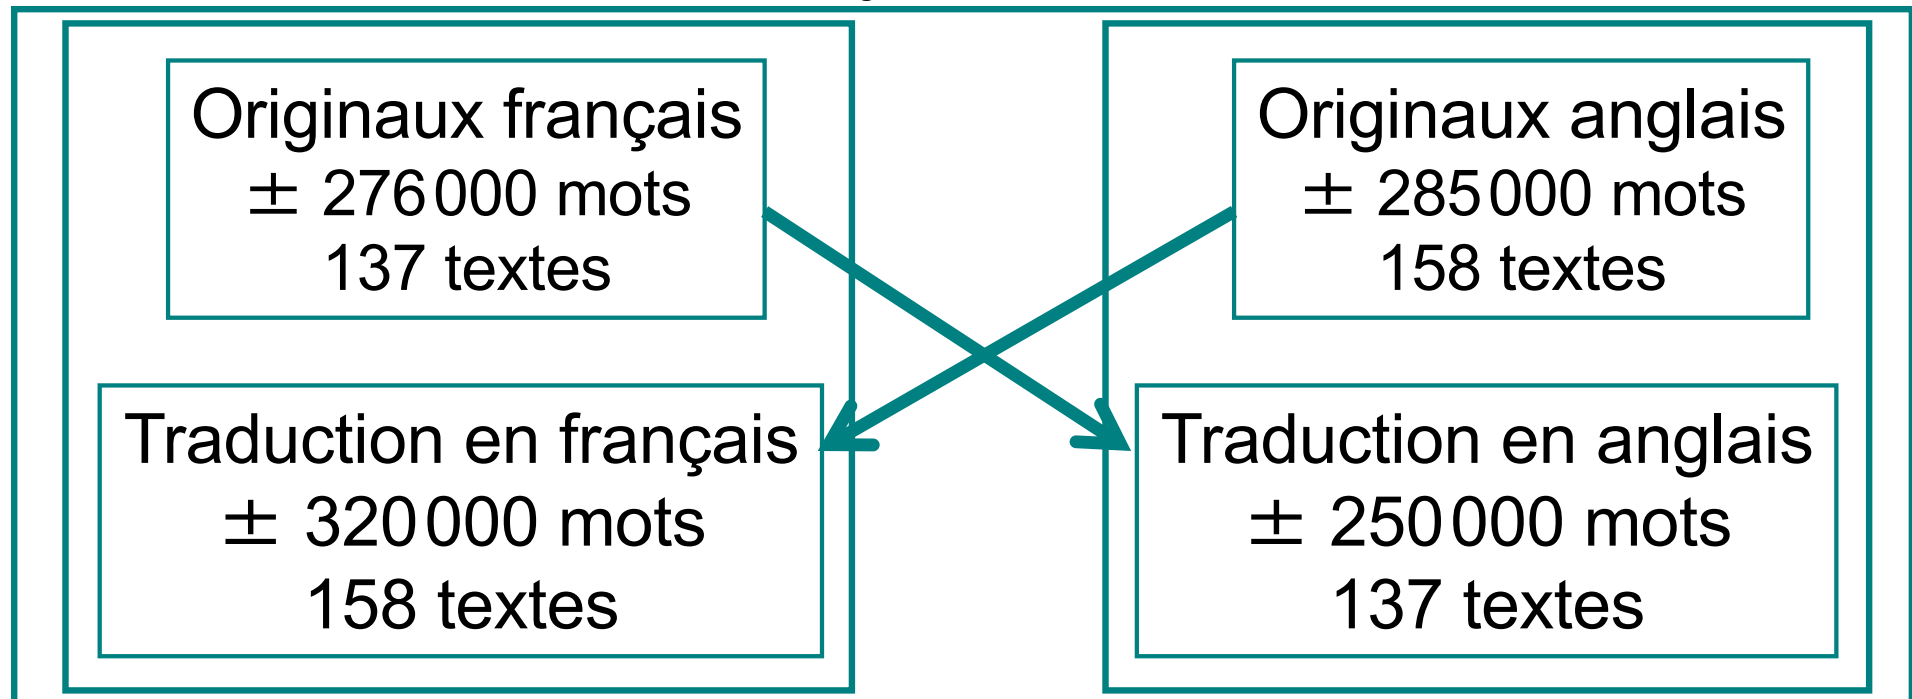 Originaux français
± 276 000 mots
137 textes
Originaux anglais
± 285 000 mots
158 textes
Traduction en français
± 320 000 mots
158 textes
Traduction en anglais
± 250 000 mots
137 textes